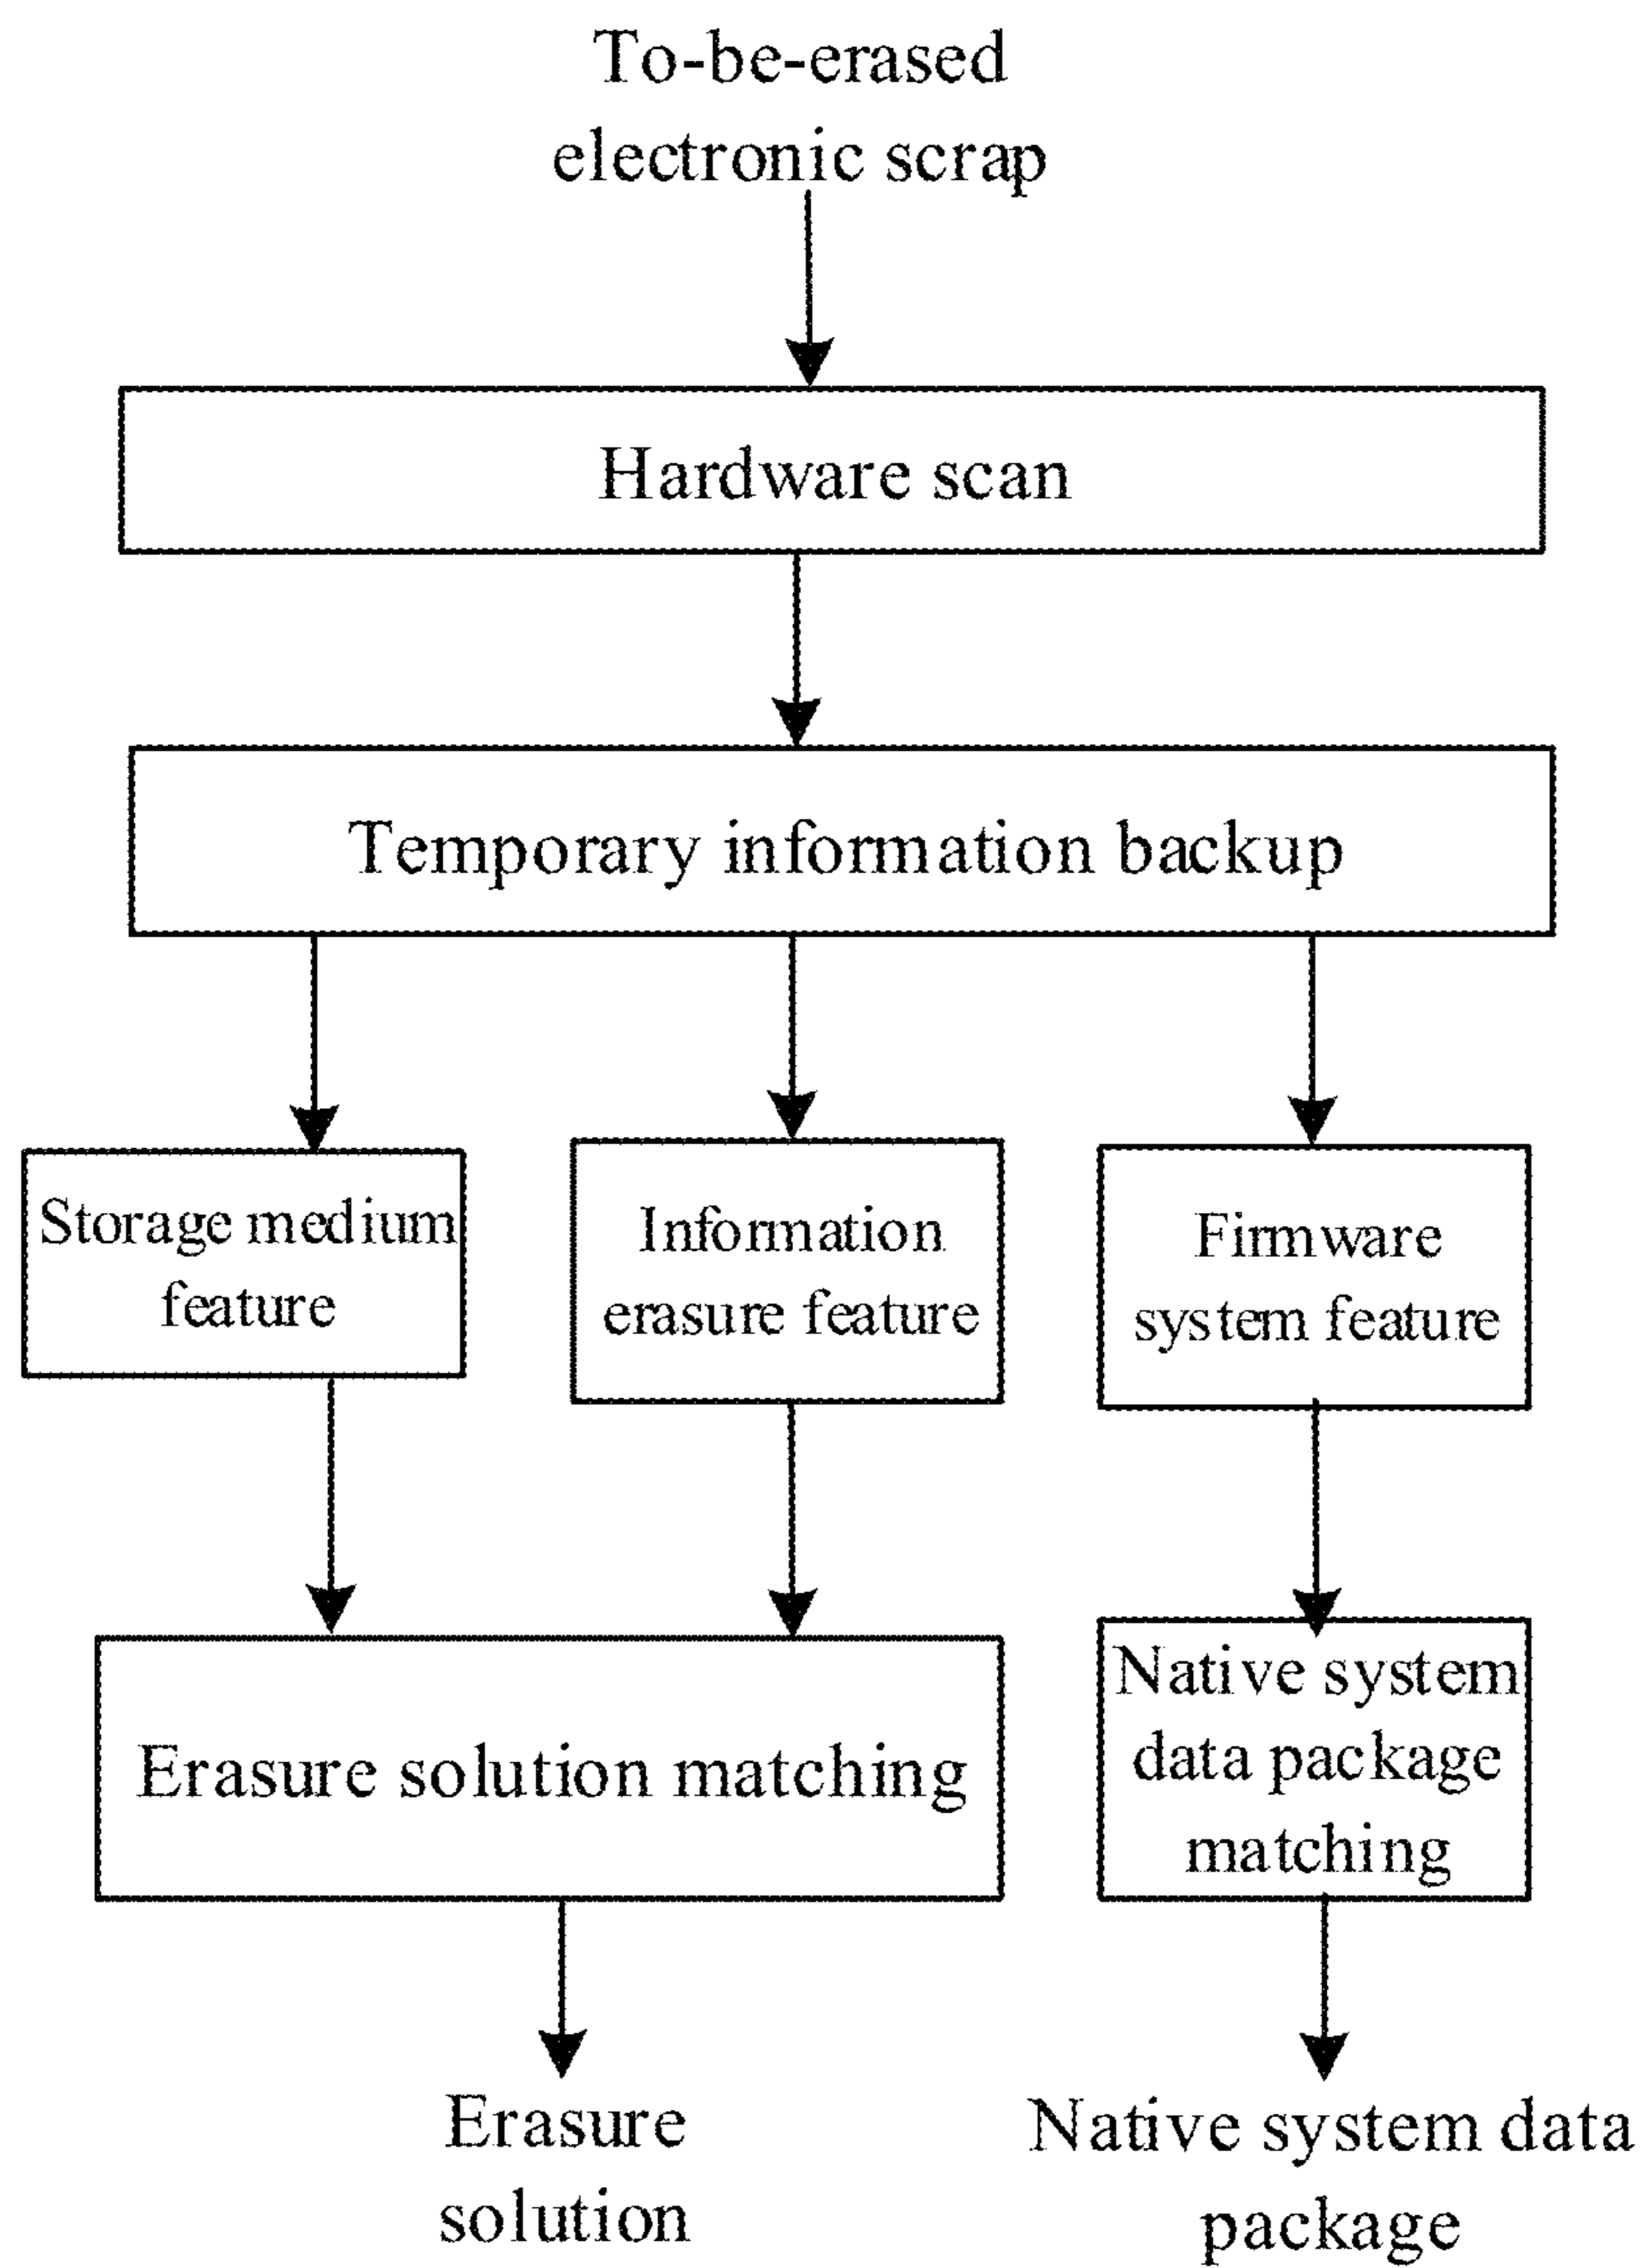 To-be-erased
electronic scrap
Hardware scan
Temporary information backup
Storage medium
feature
Information
erasure feature
Firmware
system feature
Erasure solution matching
Native system
data package
matching
Erasure
solution
Native system data
package